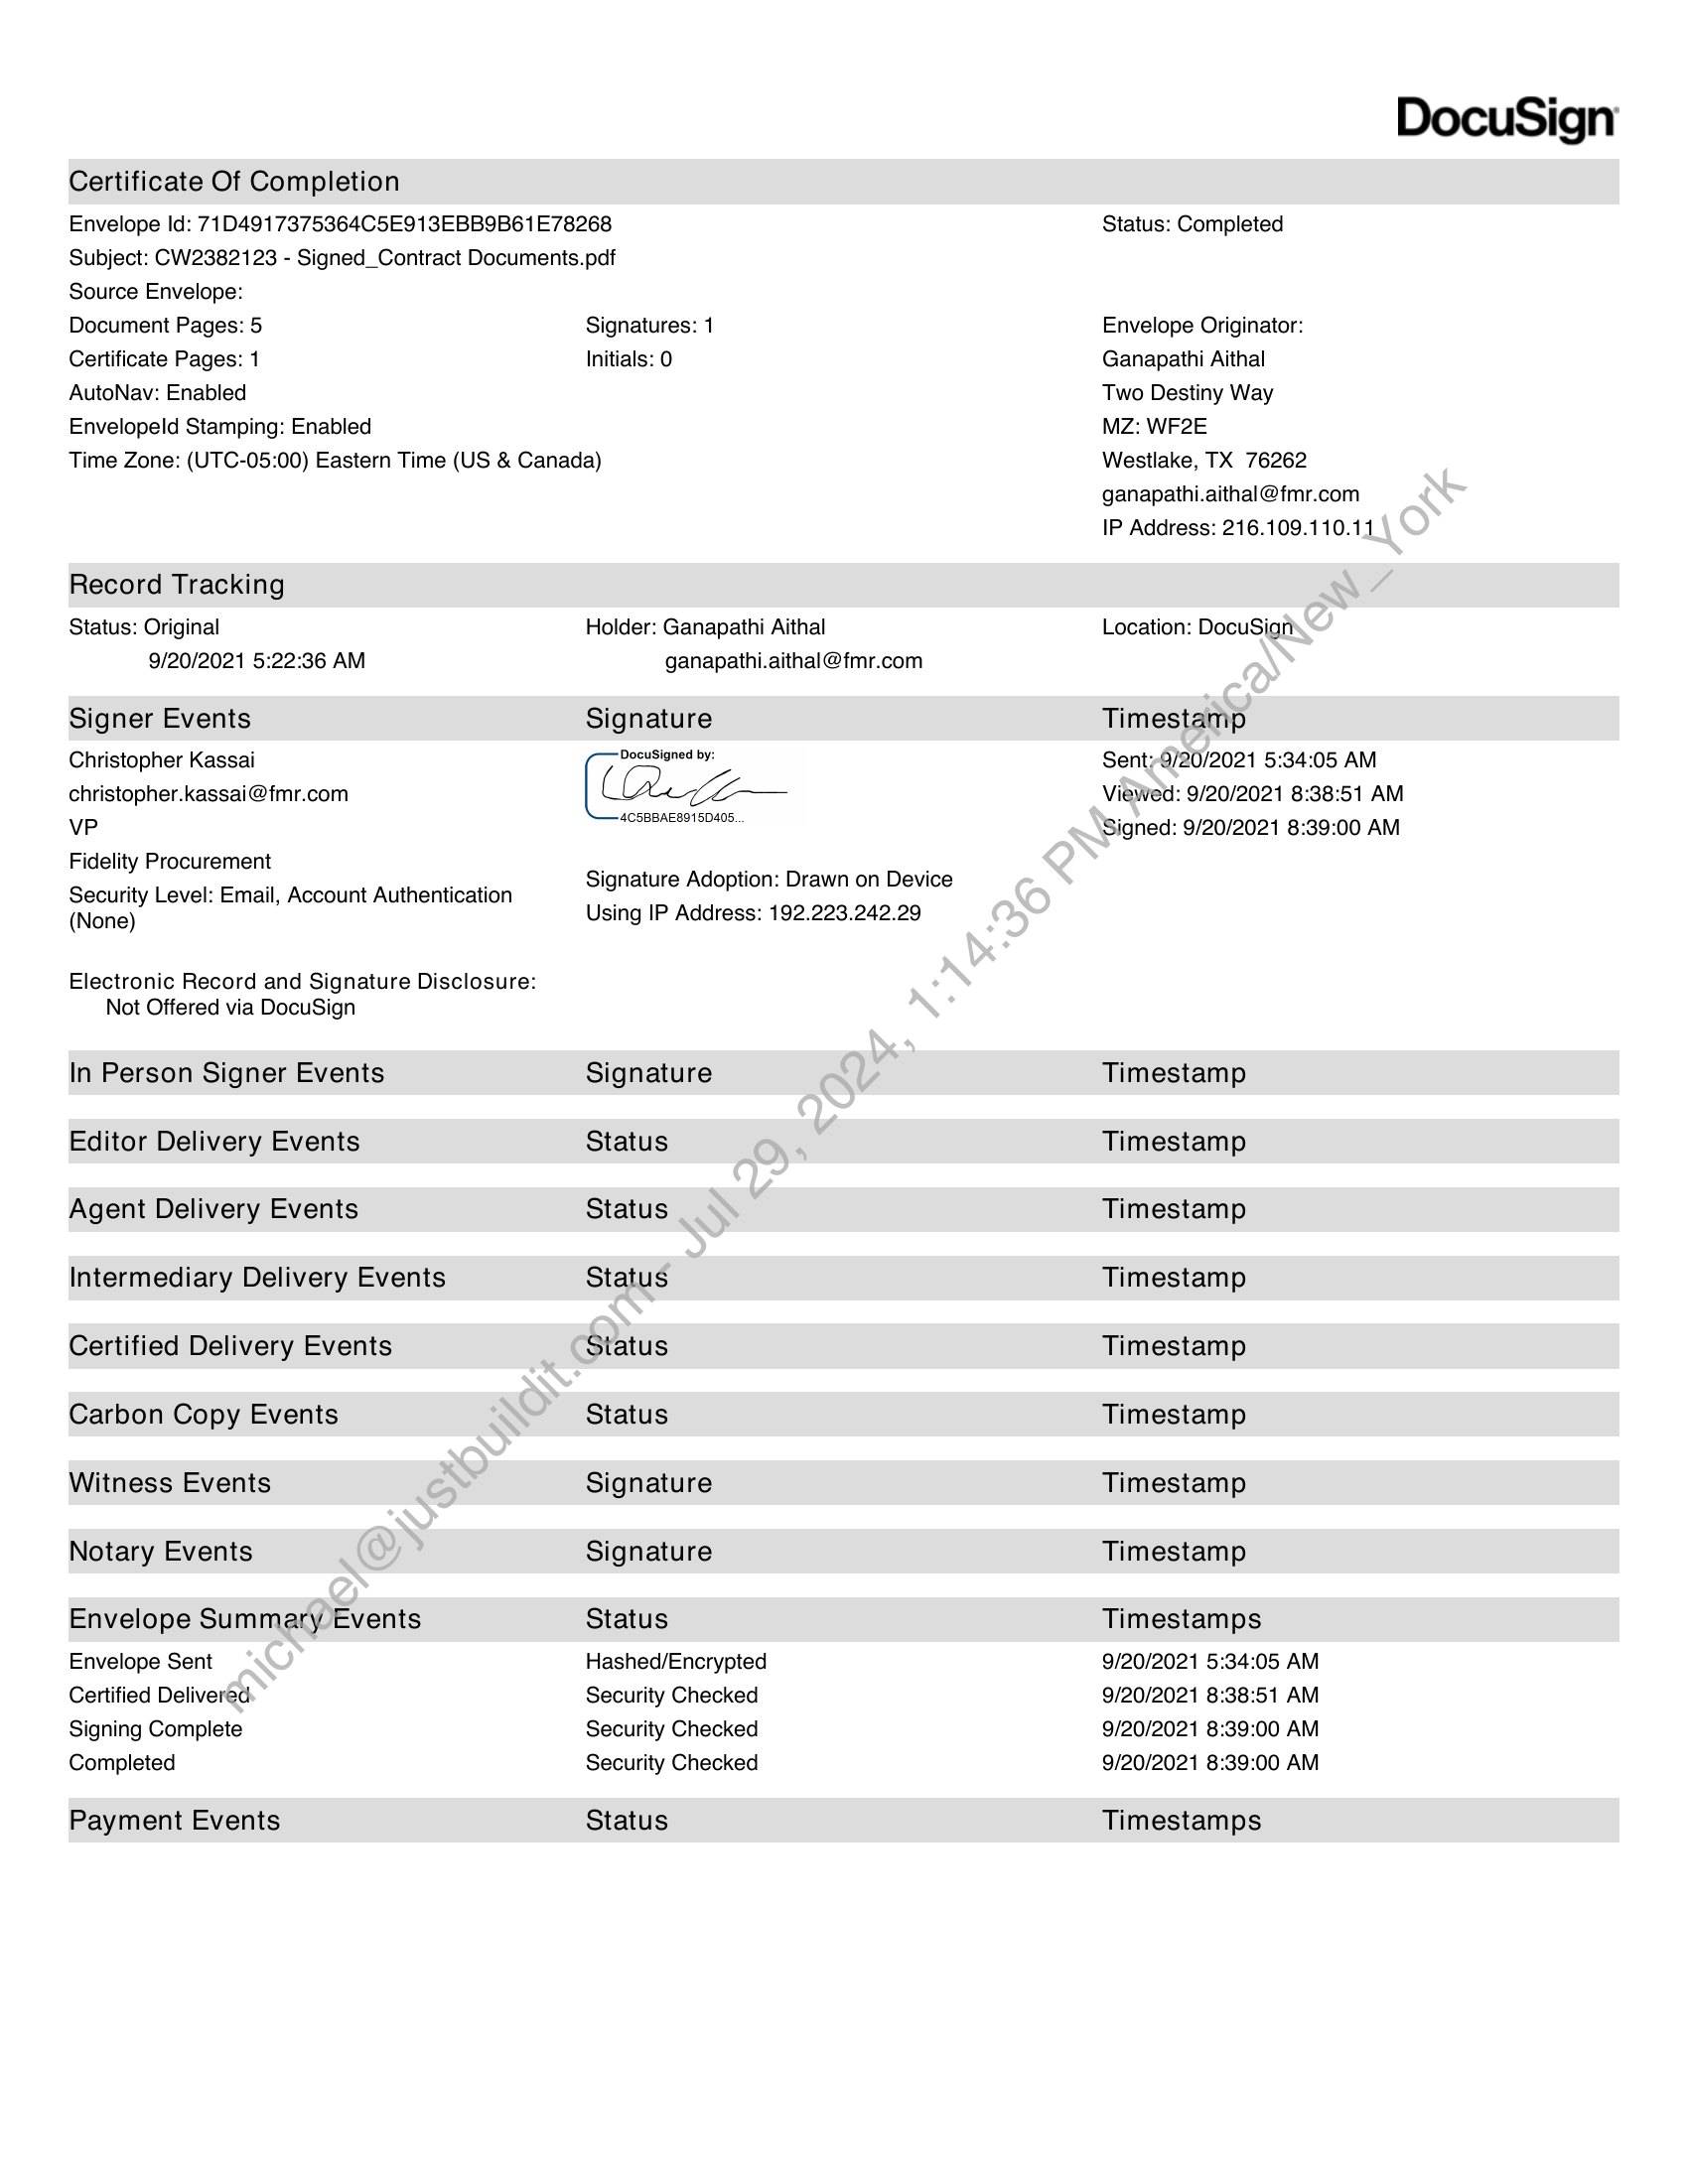 DocuSign
Certificate Of Completion
Envelope Id: 71D4917375364C5E913EBB9B61E78268
Status: Completed
Subject: CW2382123 - Signed_Contract Documents.pdf
Source Envelope:
Document Pages: 5
Signatures: 1
Envelope Originator:
Certificate Pages: 1
Initials: 0
Ganapathi Aithal
AutoNav: Enabled
Two Destiny Way
EnvelopeId Stamping: Enabled
MZ: WF2E
Time Zone: (UTC-05:00) Eastern Time (US & Canada)
Westlake, TX  76262
ganapathi.aithal@fmr.com
IP Address: 216.109.110.11
Record Tracking
Status: Original
Holder: Ganapathi Aithal
Location: DocuSign
9/20/2021 5:22:36 AM
ganapathi.aithal@fmr.com
Signer Events
Signature
Timestamp
Christopher Kassai
DocuSigned by:
Sent: 9/20/2021 5:34:05 AM
christopher.kassai@fmr.com
Viewed: 9/20/2021 8:38:51 AM
VP
4C5BBAE8915D405...
Signed: 9/20/2021 8:39:00 AM
Fidelity Procurement
Security Level: Email, Account Authentication
(None)
Signature Adoption: Drawn on Device
Using IP Address: 192.223.242.29
Electronic Record and Signature Disclosure:
Not Offered via DocuSign
In Person Signer Events
Signature
Timestamp
Editor Delivery Events
Status
Timestamp
Agent Delivery Events
Status
Timestamp
Intermediary Delivery Events
Status
Timestamp
Certified Delivery Events
Status
Timestamp
Carbon Copy Events
Status
Timestamp
Witness Events
Signature
Timestamp
Notary Events
Signature
Timestamp
Envelope Summary Events
Status
Timestamps
Envelope Sent
Hashed/Encrypted
9/20/2021 5:34:05 AM
Certified Delivered
Security Checked
9/20/2021 8:38:51 AM
Signing Complete
Security Checked
9/20/2021 8:39:00 AM
Completed
Security Checked
9/20/2021 8:39:00 AM
Payment Events
Status
Timestamps
michael@justbuildit.com - Jul 29, 2024, 1:14:36 PM America/New_York